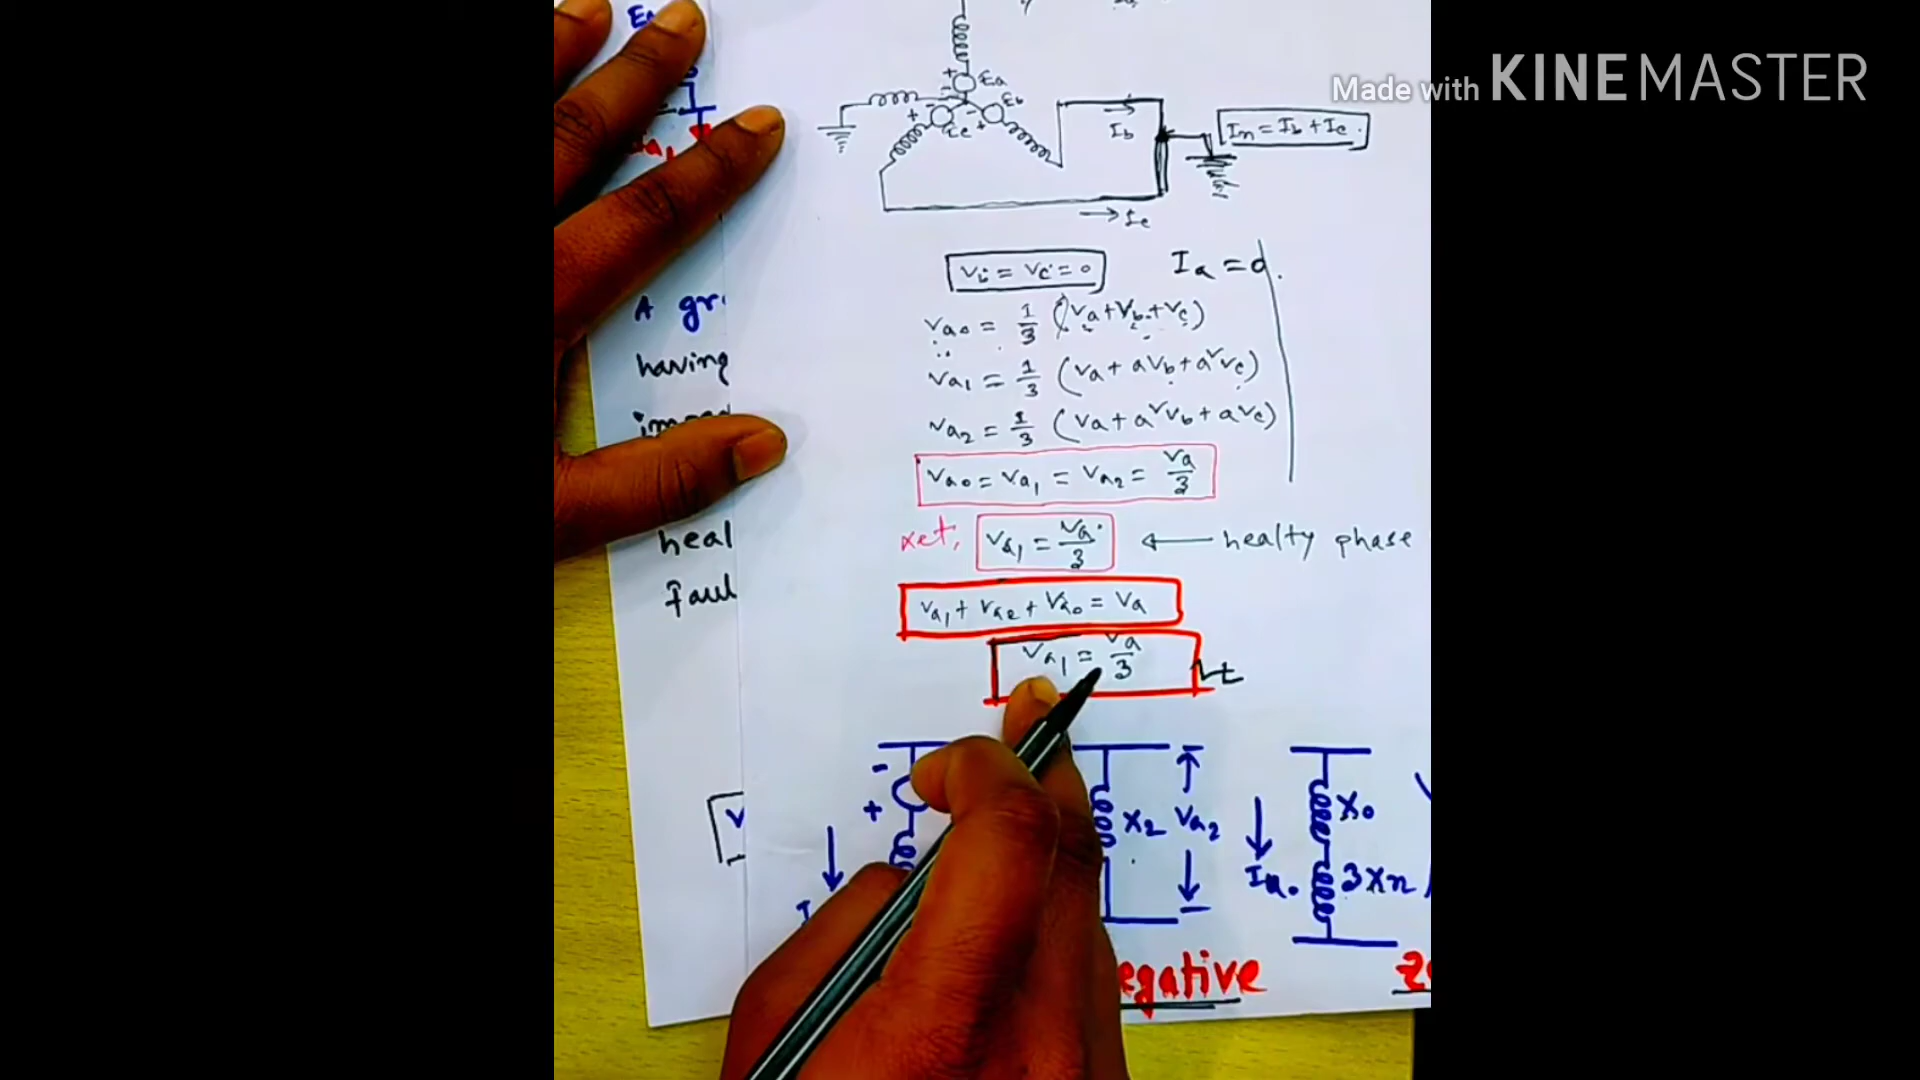 Made with KINEMASTER
Ea
Eb
Ec
Ib
In = Ib + Ic .
Ic
Vb = Vc = 0
Ia = 0 .
Va0 = 1/3 (Va + Vb + Vc)
Va1 = 1/3 (Va + aVb + a²Vc)
Va2 = 1/3 (Va + a²Vb + aVc)
Va0 = Va1 = Va2 = Va/3
Va1 = Va/3 ← healty phase
Va1 + Va2 + Va0 = Va
Va1 = Va/3
A gr
having
heal
faul
- +
X2 Va2
Ia0 X0
3Xn
egative